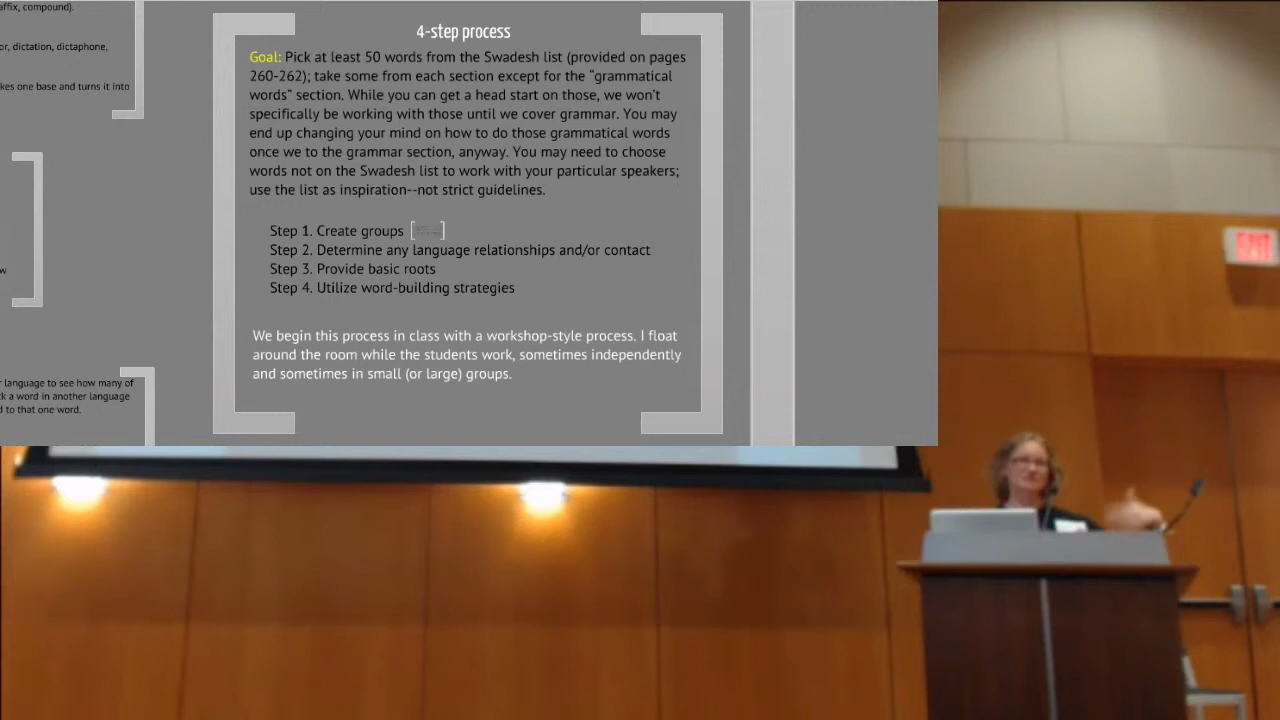 affix, compound).
or, dictation, dictaphone,
kes one base and turns it into
w
r language to see how many of
k a word in another language
d to that one word.
4-step process
Goal: Pick at least 50 words from the Swadesh list (provided on pages
260-262); take some from each section except for the “grammatical
words” section. While you can get a head start on those, we won’t
specifically be working with those until we cover grammar. You may
end up changing your mind on how to do those grammatical words
once we to the grammar section, anyway. You may need to choose
words not on the Swadesh list to work with your particular speakers;
use the list as inspiration--not strict guidelines.
Step 1. Create groups
Step 2. Determine any language relationships and/or contact
Step 3. Provide basic roots
Step 4. Utilize word-building strategies
We begin this process in class with a workshop-style process. I float
around the room while the students work, sometimes independently
and sometimes in small (or large) groups.
EXIT